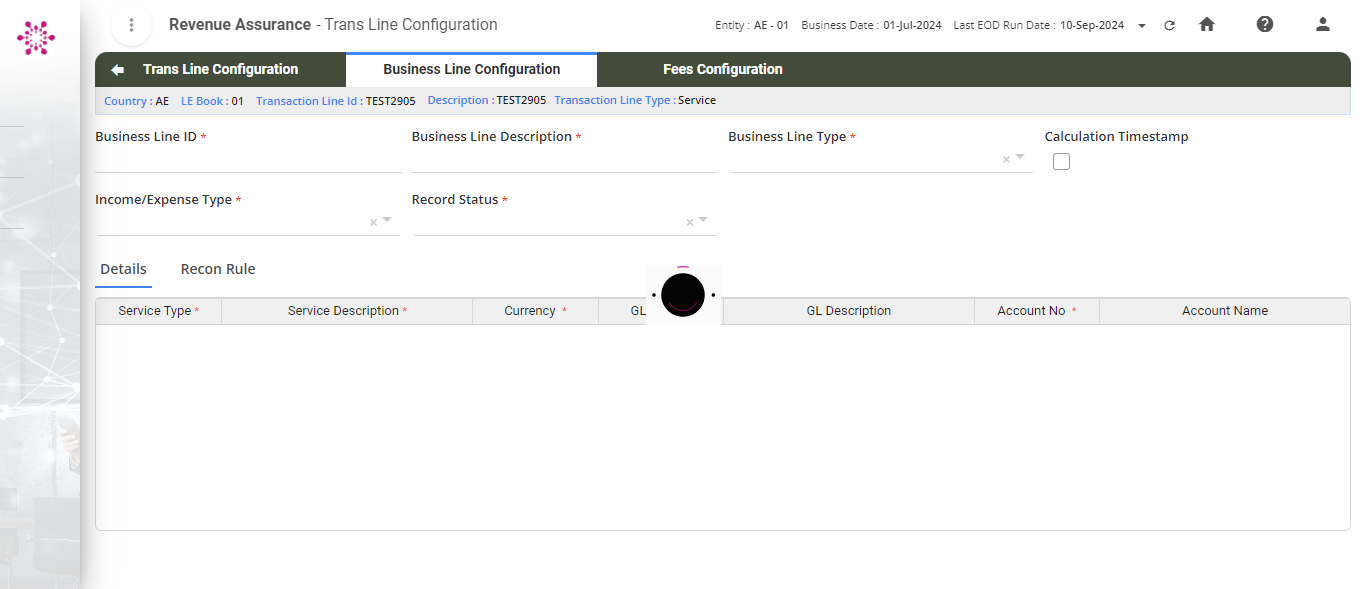 Revenue Assurance - Trans Line Configuration
Entity : AE - 01 Business Date : 01-Jul-2024 Last EOD Run Date : 10-Sep-2024
Trans Line Configuration Business Line Configuration Fees Configuration
Country : AE LE Book : 01 Transaction Line Id : TEST2905 Description : TEST2905 Transaction Line Type : Service
Business Line ID * Business Line Description * Business Line Type * Calculation Timestamp
Income/Expense Type * Record Status *
Details Recon Rule
Service Type * Service Description * Currency * GL GL Description Account No * Account Name